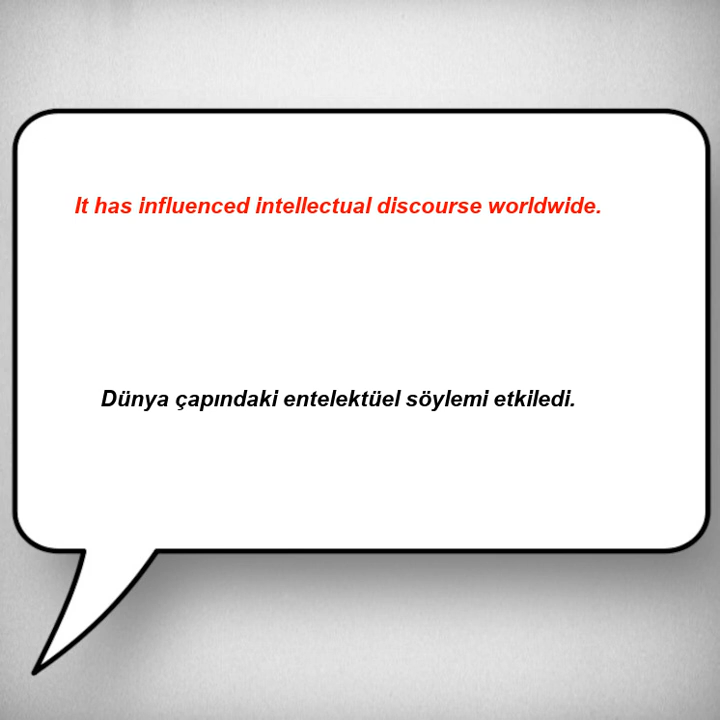 It has influenced intellectual discourse worldwide.
Dünya çapındaki entelektüel söylemi etkiledi.